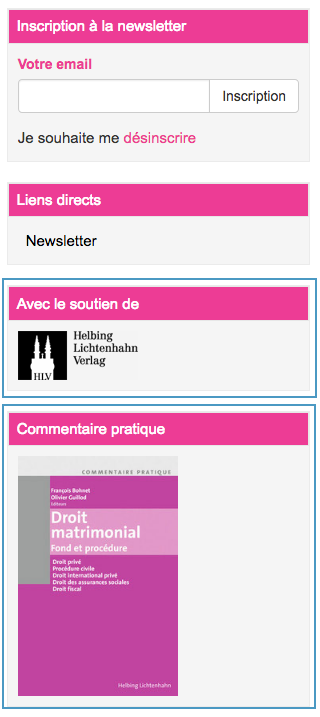 Inscription à la newsletter
Votre email
Inscription
Je souhaite me désinscrire
Liens directs
Newsletter
Avec le soutien de
HLV
Helbing
Lichtenhahn
Verlag
Commentaire pratique
COMMENTAIRE PRATIQUE
François Bohnet
Olivier Guillod
Editeurs
Droit
matrimonial
Fond et procédure
Droit privé
Procédure civile
Droit international privé
Droit des assurances sociales
Droit fiscal
Helbing Lichtenhahn